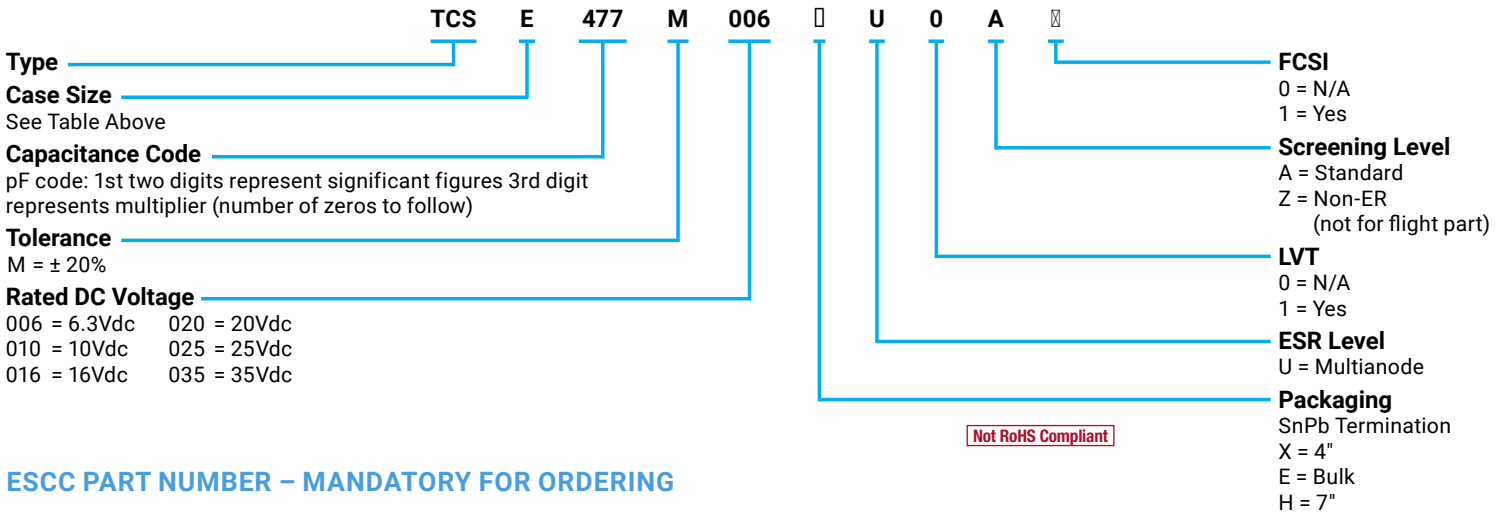 TCS E 477 M 006 U 0 A
Type
Case Size
See Table Above
Capacitance Code
pF code: 1st two digits represent significant figures 3rd digit
represents multiplier (number of zeros to follow)
Tolerance
M = ± 20%
Rated DC Voltage
006 = 6.3Vdc 020 = 20Vdc
010 = 10Vdc 025 = 25Vdc
016 = 16Vdc 035 = 35Vdc
FCSI
0 = N/A
1 = Yes
Screening Level
A = Standard
Z = Non-ER
(not for flight part)
LVT
0 = N/A
1 = Yes
ESR Level
U = Multianode
Packaging
SnPb Termination
X = 4"
E = Bulk
H = 7"
Not RoHS Compliant
ESCC PART NUMBER – MANDATORY FOR ORDERING